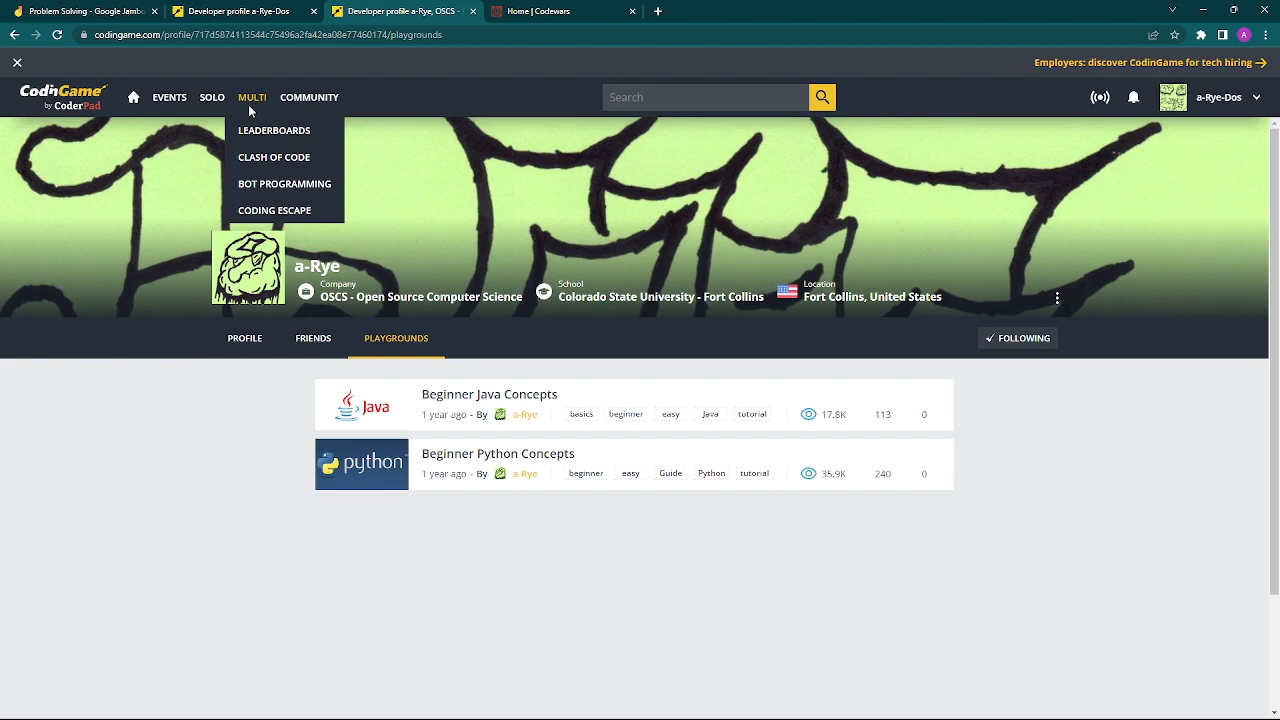 Problem Solving - Google Jambo
Developer profile a-Rye-Dos
Developer profile a-Rye, OSCS -
Home | Codewars
codingame.com/profile/717d5874113544c75496a2fa42ea08e77460174/playgrounds
A
Employers: discover CodinGame for tech hiring
CodinGame
by CoderPad
EVENTS
SOLO
MULTI
COMMUNITY
Search
a-Rye-Dos
LEADERBOARDS
CLASH OF CODE
BOT PROGRAMMING
CODING ESCAPE
a-Rye
Company
OSCS - Open Source Computer Science
School
Colorado State University - Fort Collins
Location
Fort Collins, United States
PROFILE
FRIENDS
PLAYGROUNDS
FOLLOWING
Java
Beginner Java Concepts
1 year ago - By a-Rye basics beginner easy Java tutorial 17.8K 113 0
python
Beginner Python Concepts
1 year ago - By a-Rye beginner easy Guide Python tutorial 35.9K 240 0